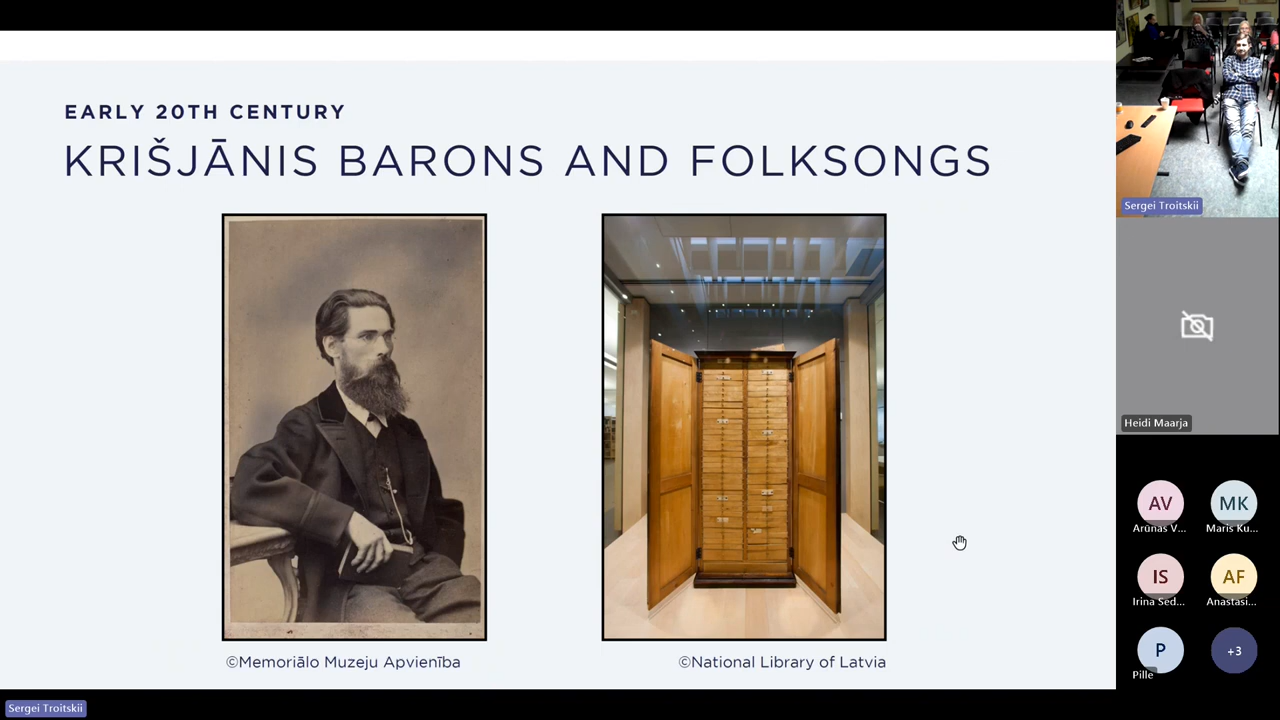 EARLY 20TH CENTURY
KRIŠJĀNIS BARONS AND FOLKSONGS
©Memoriālo Muzeju Apvienība
©National Library of Latvia
Sergei Troitskii
Heidi Maarja
AV
MK
Arūnas V...
Maris Ku...
IS
AF
Irina Sed...
Anastasi...
P
+3
Pille
Sergei Troitskii